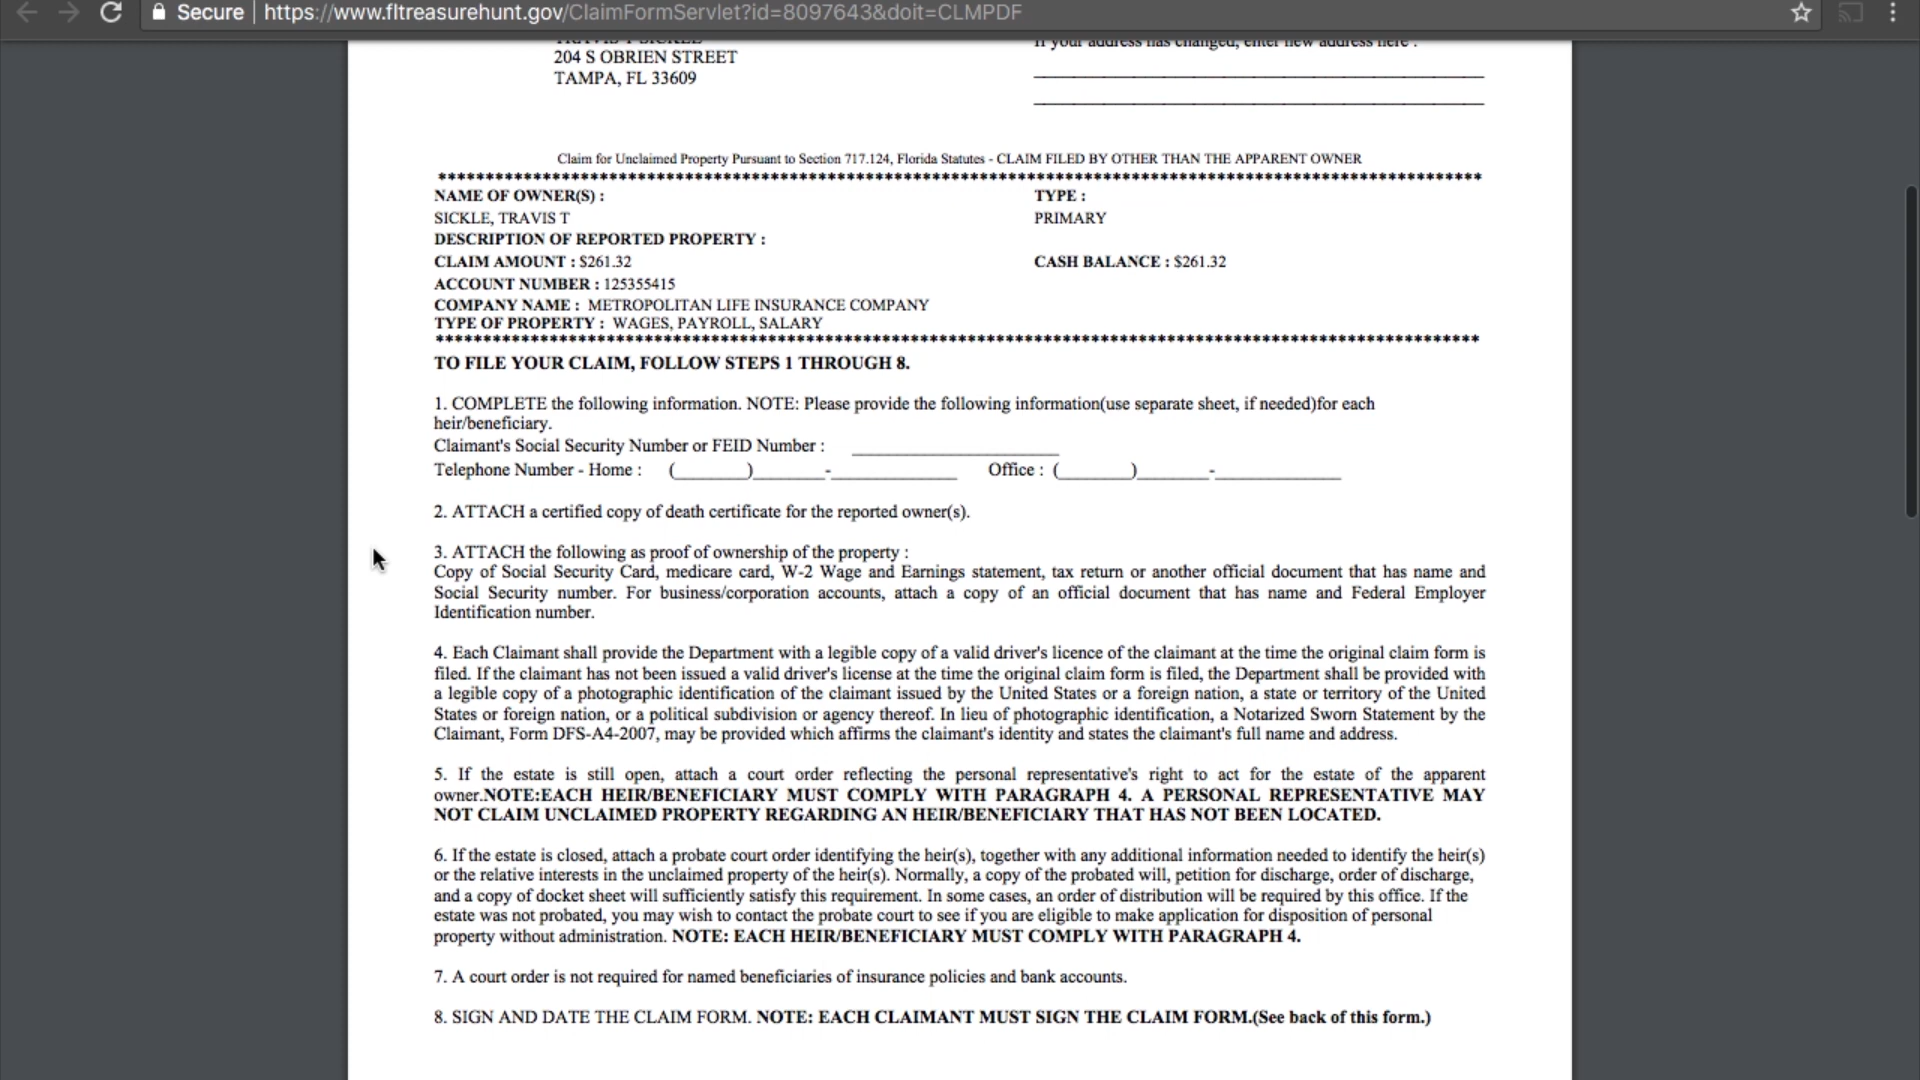 Secure https://www.fltreasurehunt.gov/ClaimFormServlet?id=8097643&doit=CLMPDF
TRAVIS T SICKLE
If your address has changed, enter new address here :
204 S OBRIEN STREET
TAMPA, FL 33609
Claim for Unclaimed Property Pursuant to Section 717.124, Florida Statutes - CLAIM FILED BY OTHER THAN THE APPARENT OWNER
NAME OF OWNER(S) : TYPE :
SICKLE, TRAVIS T PRIMARY
DESCRIPTION OF REPORTED PROPERTY :
CLAIM AMOUNT : $261.32 CASH BALANCE : $261.32
ACCOUNT NUMBER : 125355415
COMPANY NAME : METROPOLITAN LIFE INSURANCE COMPANY
TYPE OF PROPERTY : WAGES, PAYROLL, SALARY
TO FILE YOUR CLAIM, FOLLOW STEPS 1 THROUGH 8.
1. COMPLETE the following information. NOTE: Please provide the following information(use separate sheet, if needed)for each
heir/beneficiary.
Claimant's Social Security Number or FEID Number : ____________________
Telephone Number - Home : (_______)_______-____________ Office : (_______)_______-____________
2. ATTACH a certified copy of death certificate for the reported owner(s).
3. ATTACH the following as proof of ownership of the property :
Copy of Social Security Card, medicare card, W-2 Wage and Earnings statement, tax return or another official document that has name and
Social Security number. For business/corporation accounts, attach a copy of an official document that has name and Federal Employer
Identification number.
4. Each Claimant shall provide the Department with a legible copy of a valid driver's licence of the claimant at the time the original claim form is
filed. If the claimant has not been issued a valid driver's license at the time the original claim form is filed, the Department shall be provided with
a legible copy of a photographic identification of the claimant issued by the United States or a foreign nation, a state or territory of the United
States or foreign nation, or a political subdivision or agency thereof. In lieu of photographic identification, a Notarized Sworn Statement by the
Claimant, Form DFS-A4-2007, may be provided which affirms the claimant's identity and states the claimant's full name and address.
5. If the estate is still open, attach a court order reflecting the personal representative's right to act for the estate of the apparent
owner.NOTE:EACH HEIR/BENEFICIARY MUST COMPLY WITH PARAGRAPH 4. A PERSONAL REPRESENTATIVE MAY
NOT CLAIM UNCLAIMED PROPERTY REGARDING AN HEIR/BENEFICIARY THAT HAS NOT BEEN LOCATED.
6. If the estate is closed, attach a probate court order identifying the heir(s), together with any additional information needed to identify the heir(s)
or the relative interests in the unclaimed property of the heir(s). Normally, a copy of the probated will, petition for discharge, order of discharge,
and a copy of docket sheet will sufficiently satisfy this requirement. In some cases, an order of distribution will be required by this office. If the
estate was not probated, you may wish to contact the probate court to see if you are eligible to make application for disposition of personal
property without administration. NOTE: EACH HEIR/BENEFICIARY MUST COMPLY WITH PARAGRAPH 4.
7. A court order is not required for named beneficiaries of insurance policies and bank accounts.
8. SIGN AND DATE THE CLAIM FORM. NOTE: EACH CLAIMANT MUST SIGN THE CLAIM FORM.(See back of this form.)